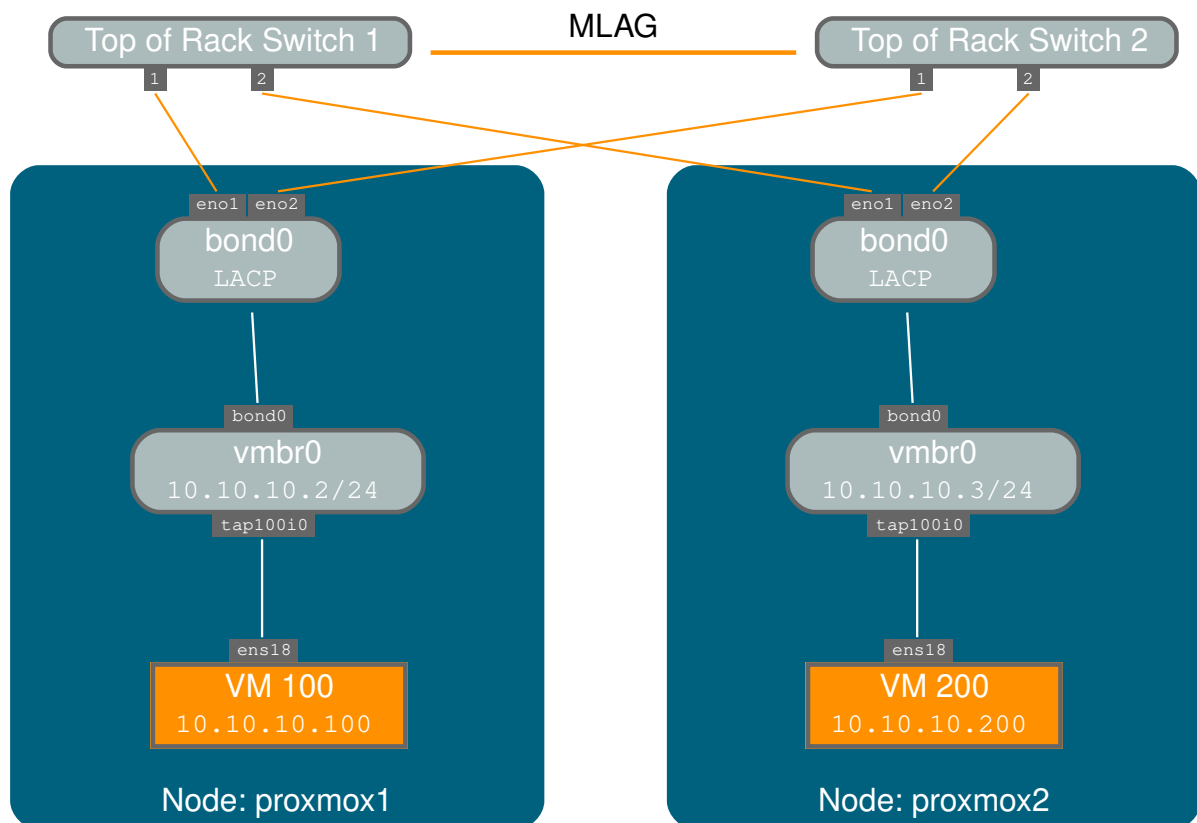 MLAG
Top of Rack Switch 1
Top of Rack Switch 2
1 2
1 2
eno1 eno2
bond0
LACP
bond0
vmbr0
10.10.10.2/24
tap100i0
ens18
VM 100
10.10.10.100
Node: proxmox1
eno1 eno2
bond0
LACP
bond0
vmbr0
10.10.10.3/24
tap100i0
ens18
VM 200
10.10.10.200
Node: proxmox2